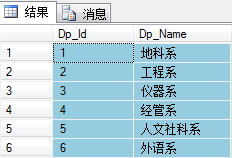 结果 消息
Dp_Id Dp_Name
1 1 地科系
2 2 工程系
3 3 仪器系
4 4 经管系
5 5 人文社科系
6 6 外语系